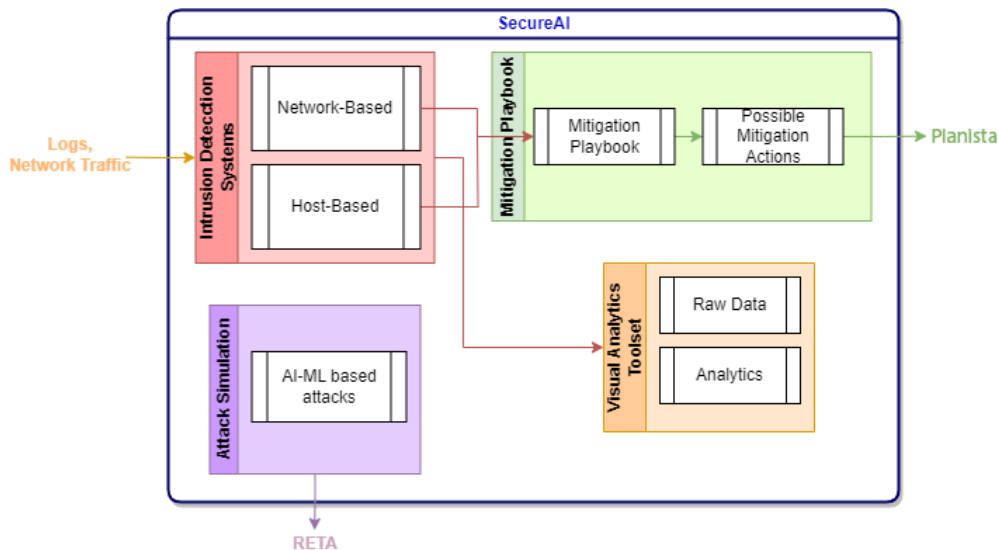 SecureAI
Logs,
Network Traffic
Intrusion Detecction
Systems
Network-Based
Host-Based
Mitigation Playbook
Mitigation
Playbook
Possible
Mitigation
Actions
Planista
Attack Simulation
AI-ML based
attacks
Visual Analytics
Toolset
Raw Data
Analytics
RETA